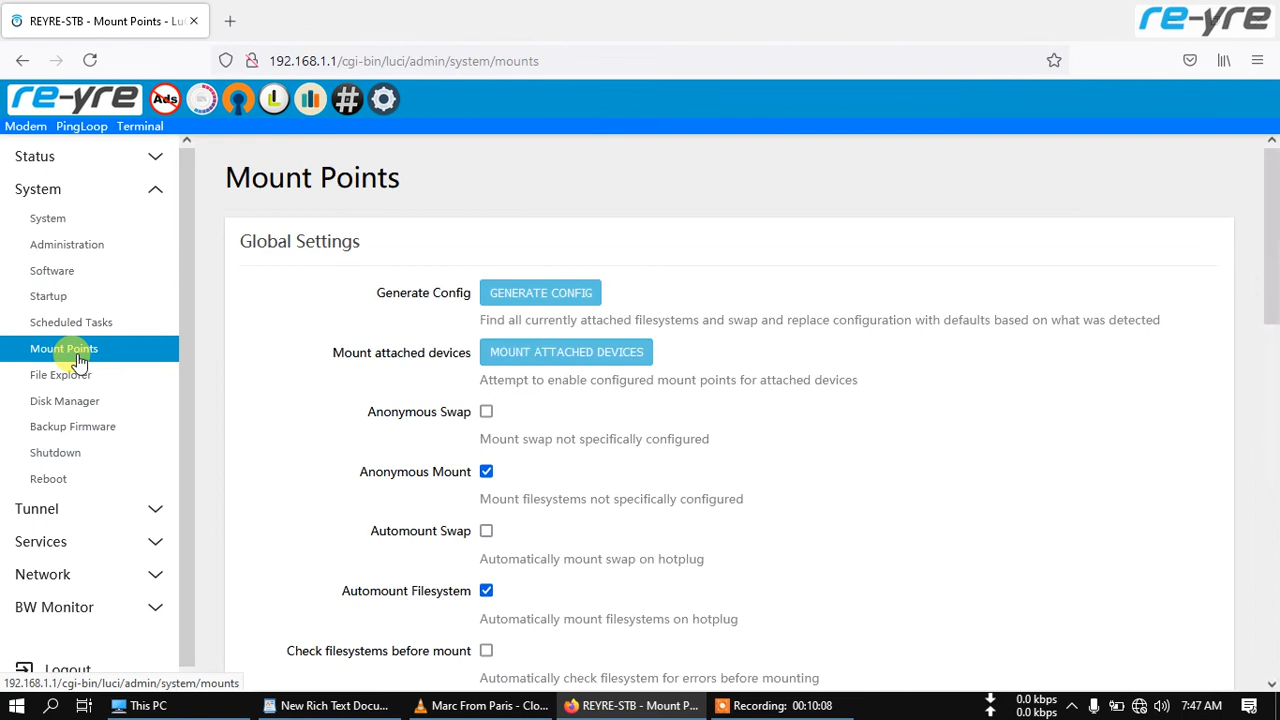 REYRE-STB - Mount Points - Lu
re-yre
192.168.1.1/cgi-bin/luci/admin/system/mounts
re-yre
Ads
L
#
Modem PingLoop Terminal
Status
System
System
Administration
Software
Startup
Scheduled Tasks
Mount Points
File Explorer
Disk Manager
Backup Firmware
Shutdown
Reboot
Tunnel
Services
Network
BW Monitor
Logout
Mount Points
Global Settings
Generate Config GENERATE CONFIG
Find all currently attached filesystems and swap and replace configuration with defaults based on what was detected
Mount attached devices MOUNT ATTACHED DEVICES
Attempt to enable configured mount points for attached devices
Anonymous Swap
Mount swap not specifically configured
Anonymous Mount
Mount filesystems not specifically configured
Automount Swap
Automatically mount swap on hotplug
Automount Filesystem
Automatically mount filesystems on hotplug
Check filesystems before mount
Automatically check filesystem for errors before mounting
192.168.1.1/cgi-bin/luci/admin/system/mounts
This PC
New Rich Text Docu...
Marc From Paris - Clo...
REYRE-STB - Mount P...
Recording: 00:10:08
0.0 kbps
0.0 kbps
7:47 AM